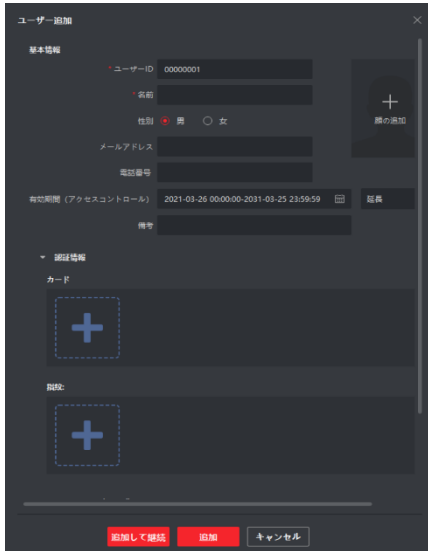 ユーザー追加
基本情報
* ユーザーID 00000001
* 名前
顔の追加
性別 男 女
メールアドレス
電話番号
有効期間(アクセスコントロール) 2021-03-26 00:00:00-2031-03-25 23:59:59 延長
備考
認証情報
カード
指紋:
追加して継続 追加 キャンセル